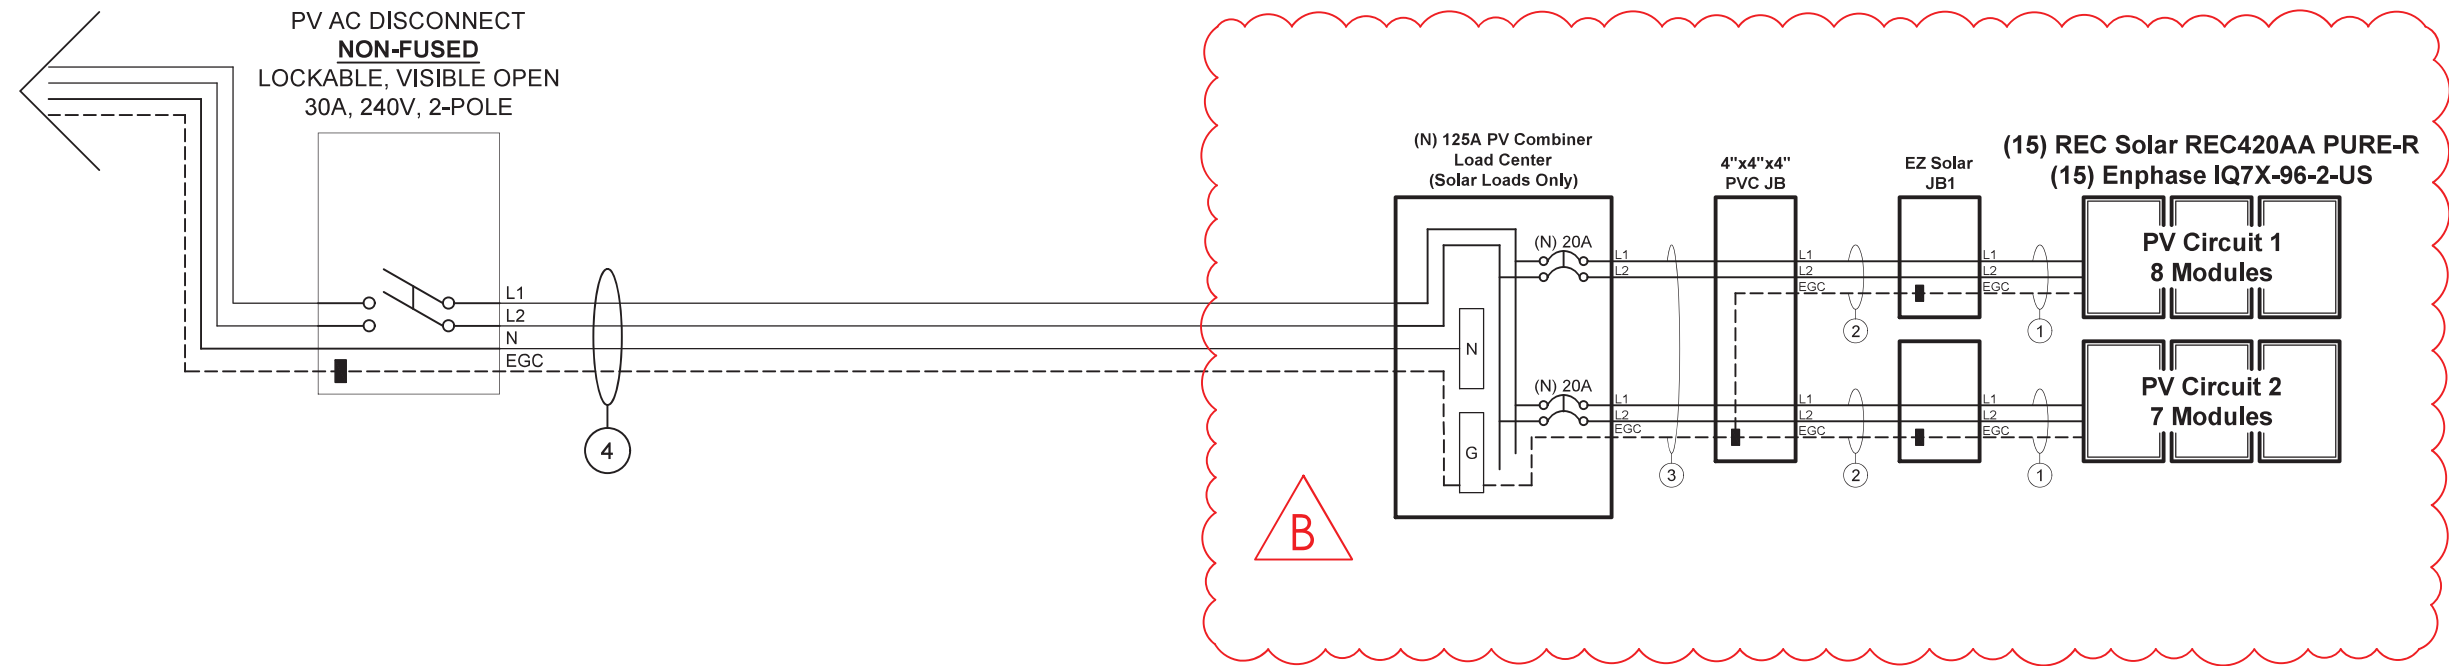 PV AC DISCONNECT
NON-FUSED
LOCKABLE, VISIBLE OPEN
30A, 240V, 2-POLE
L1
L2
N
EGC
4
(N) 125A PV Combiner
Load Center
(Solar Loads Only)
N
G
(N) 20A
(N) 20A
L1
L2
L1
L2
EGC
3
4"x4"x4"
PVC JB
L1
L2
EGC
2
L1
L2
EGC
2
EZ Solar
JB1
L1
L2
EGC
1
L1
L2
EGC
1
(15) REC Solar REC420AA PURE-R
(15) Enphase IQ7X-96-2-US
PV Circuit 1
8 Modules
PV Circuit 2
7 Modules
B